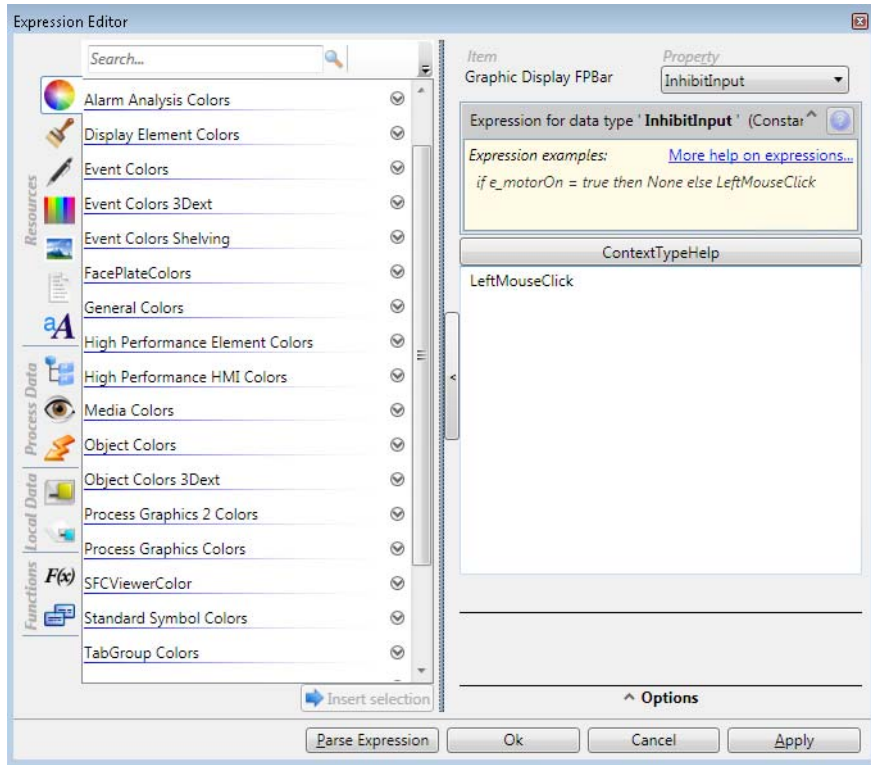 Expression Editor
Search...
Alarm Analysis Colors
Display Element Colors
Event Colors
Event Colors 3Dext
Event Colors Shelving
FacePlateColors
General Colors
High Performance Element Colors
High Performance HMI Colors
Media Colors
Object Colors
Object Colors 3Dext
Process Graphics 2 Colors
Process Graphics Colors
SFCViewerColor
Standard Symbol Colors
TabGroup Colors
Resources
Process Data
Local Data
Functions
aA
F(x)
Insert selection
Item
Property
Graphic Display FPBar
InhibitInput
Expression for data type ' InhibitInput ' (Constar
Expression examples:
More help on expressions...
if e_motorOn = true then None else LeftMouseClick
ContextTypeHelp
LeftMouseClick
<
^ Options
Parse Expression
Ok
Cancel
Apply